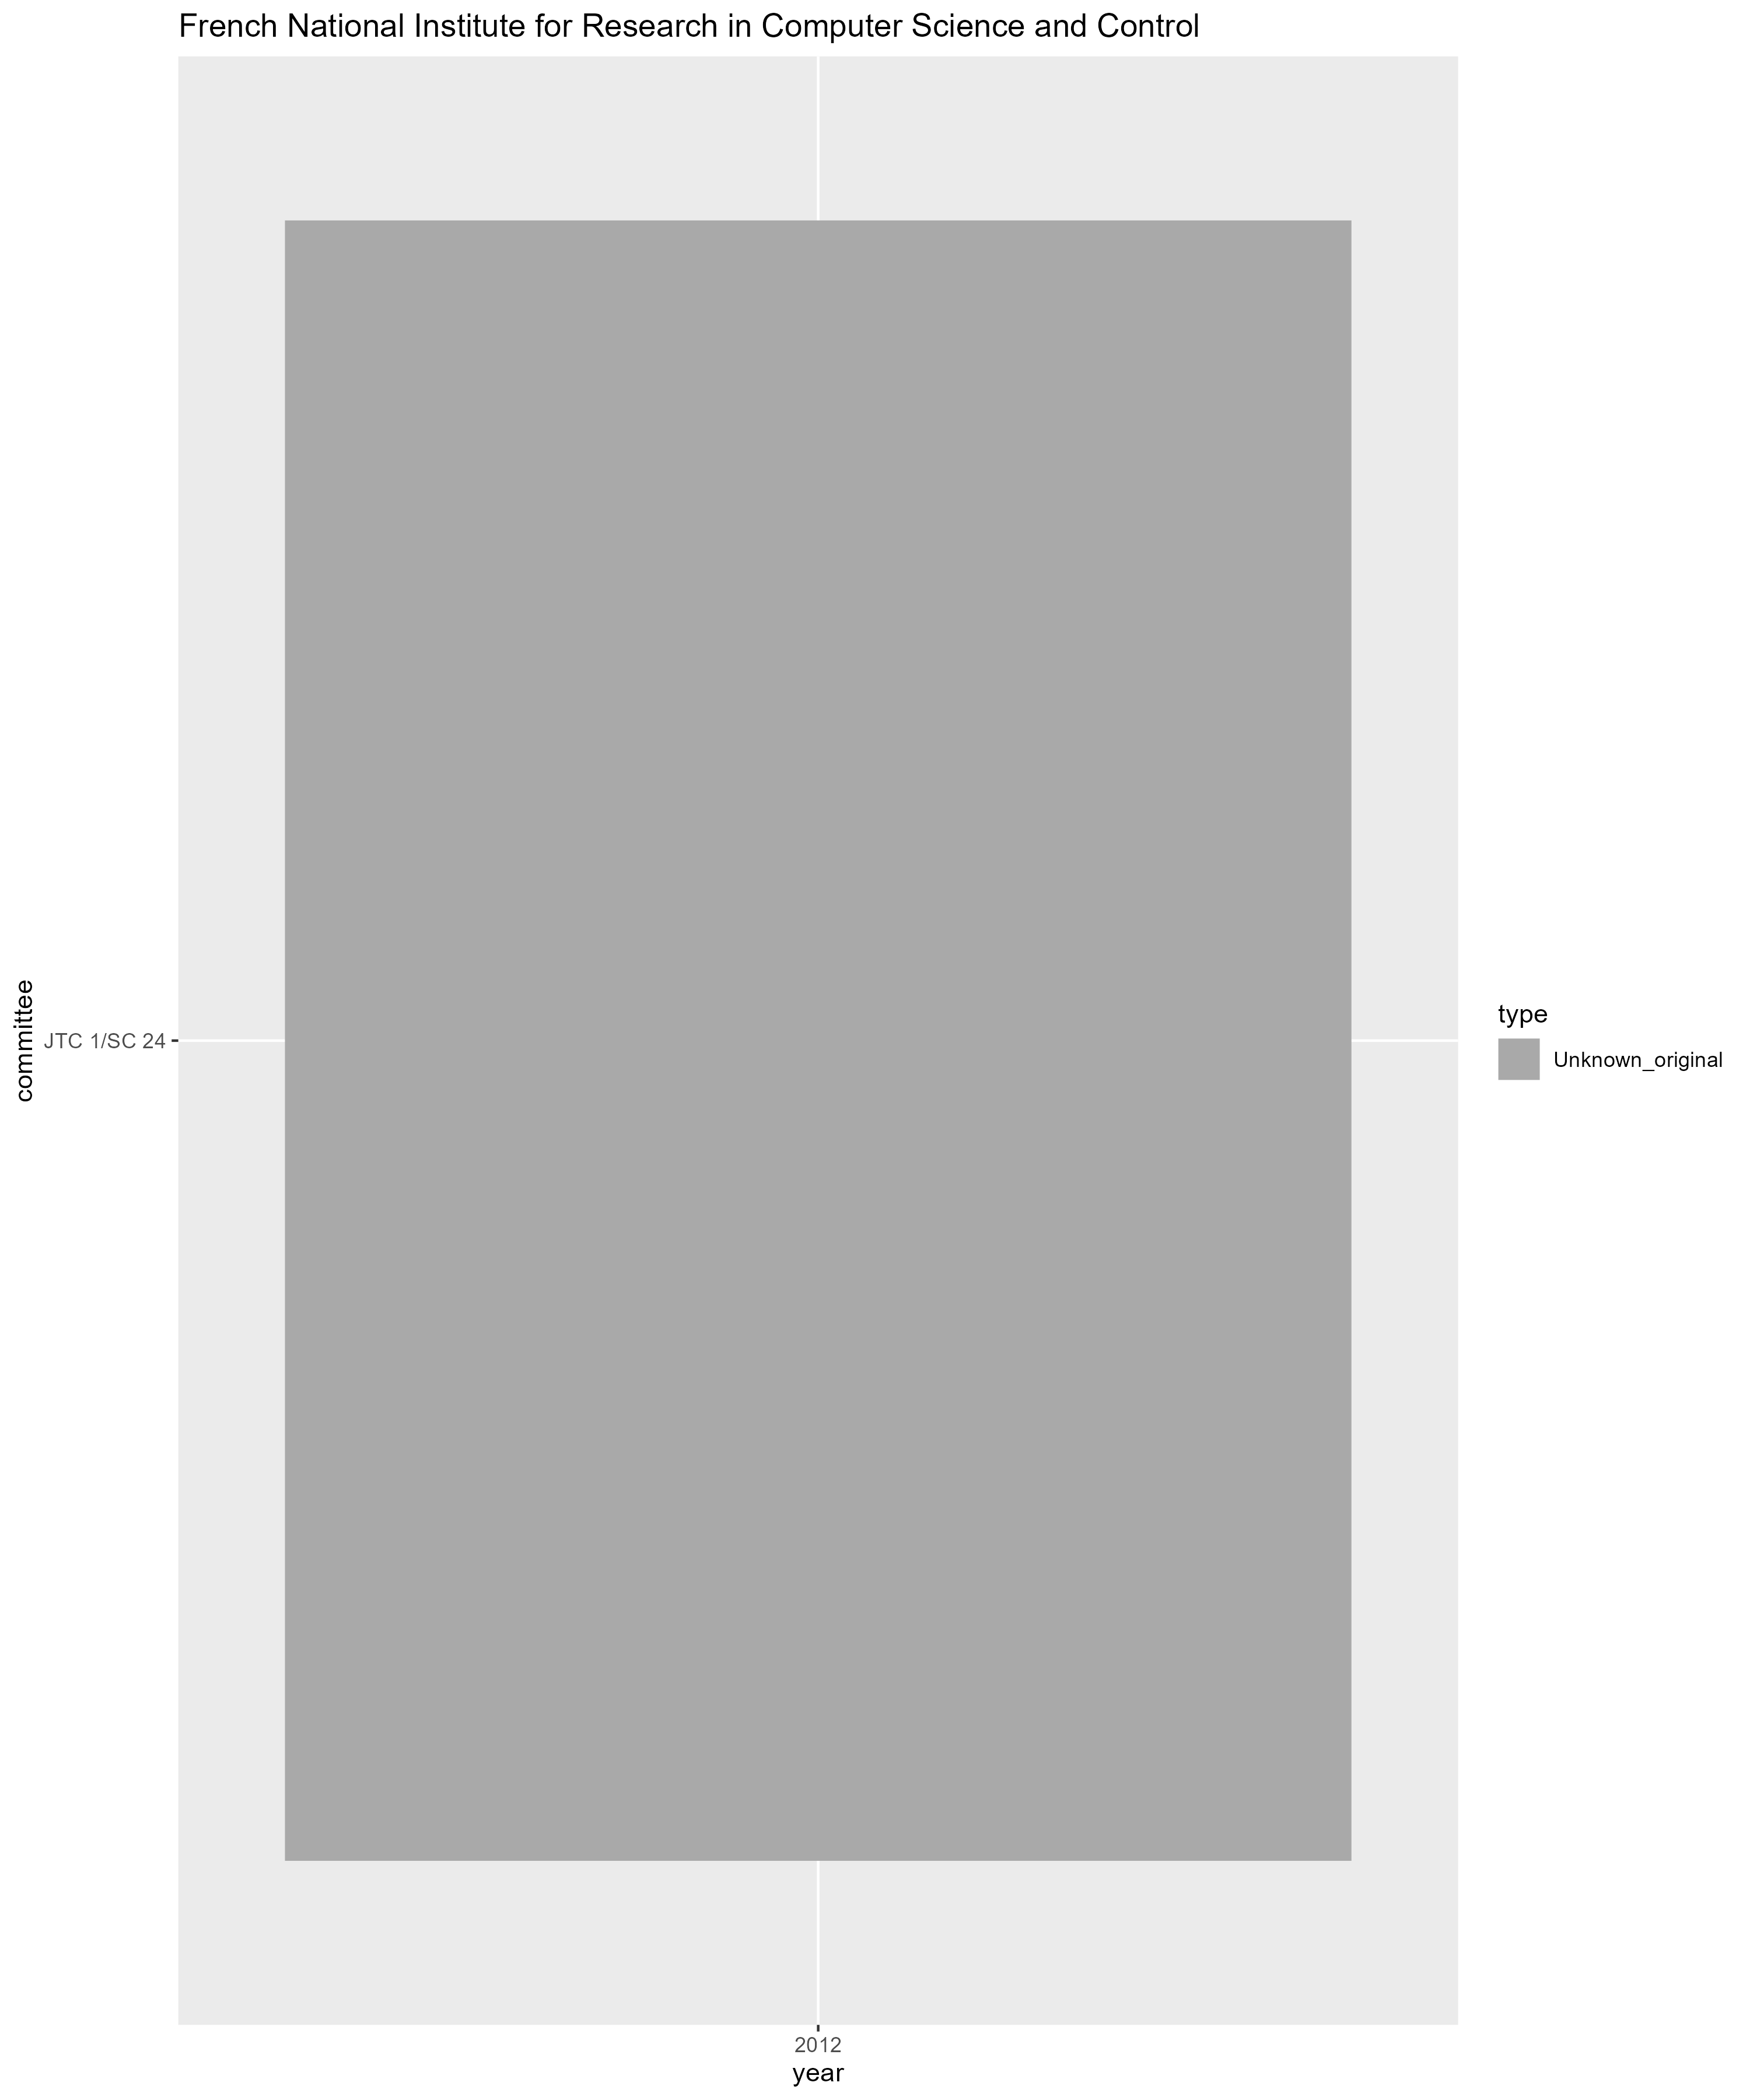 French National Institute for Research in Computer Science and Control
committee
JTC 1/SC 24
type
Unknown_original
2012
year